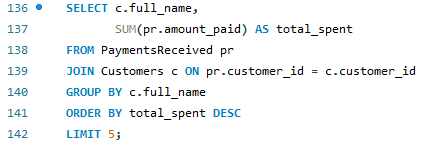 136 SELECT c.full_name,
137 SUM(pr.amount_paid) AS total_spent
138 FROM PaymentsReceived pr
139 JOIN Customers c ON pr.customer_id = c.customer_id
140 GROUP BY c.full_name
141 ORDER BY total_spent DESC
142 LIMIT 5;